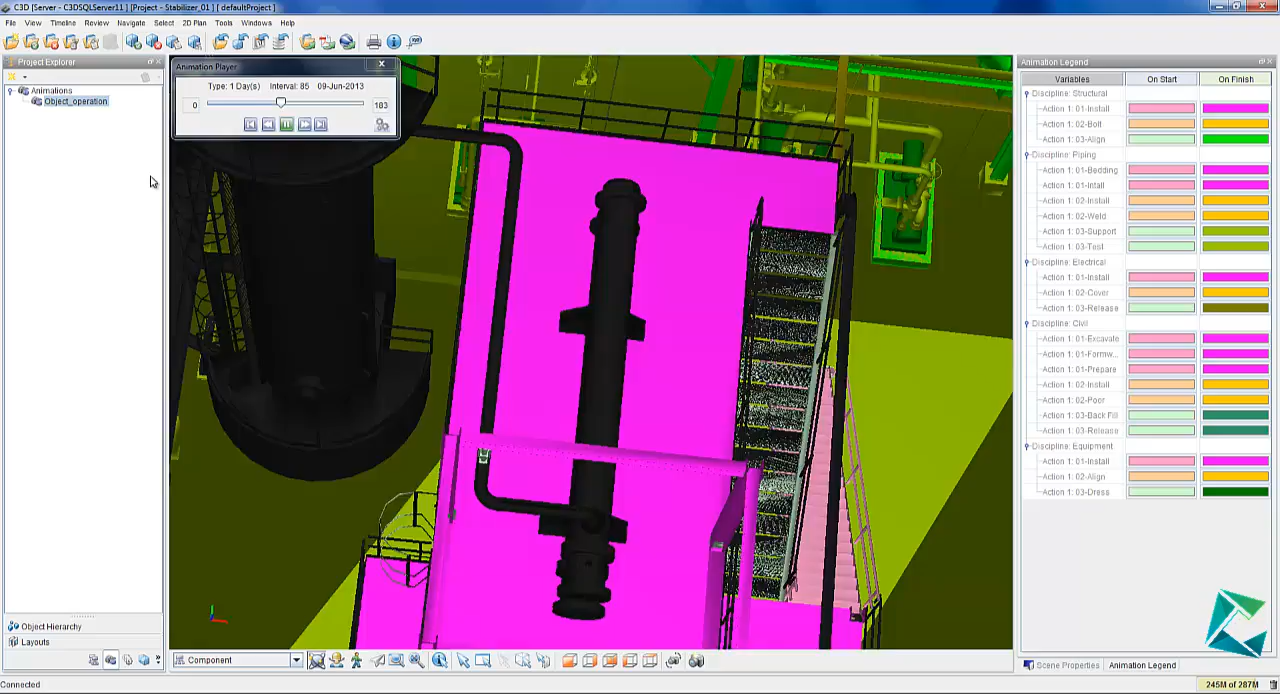 C3D [Server - C3DSQLServer11 ] [Project - Stabilizer_01 ] [ defaultProject ]
File View Timeline Review Navigate Select 2D Plan Tools Windows Help
Project Explorer
Animations
Object_operation
Object Hierarchy
Layouts
Animation Player
Type: 1 Day(s) Interval: 85 09-Jun-2013
0 183
Component
Animation Legend
Variables On Start On Finish
Discipline: Structural
Action 1: 01-Install
Action 1: 02-Bolt
Action 1: 03-Align
Discipline: Piping
Action 1: 01-Bedding
Action 1: 01-Intall
Action 1: 02-Install
Action 1: 02-Weld
Action 1: 03-Support
Action 1: 03-Test
Discipline: Electrical
Action 1: 01-Install
Action 1: 02-Cover
Action 1: 03-Release
Discipline: Civil
Action 1: 01-Excavate
Action 1: 01-Formw...
Action 1: 01-Prepare
Action 1: 02-Install
Action 1: 02-Poor
Action 1: 03-Back Fill
Action 1: 03-Release
Discipline: Equipment
Action 1: 01-Install
Action 1: 02-Align
Action 1: 03-Dress
Scene Properties Animation Legend
Connected
245M of 287M